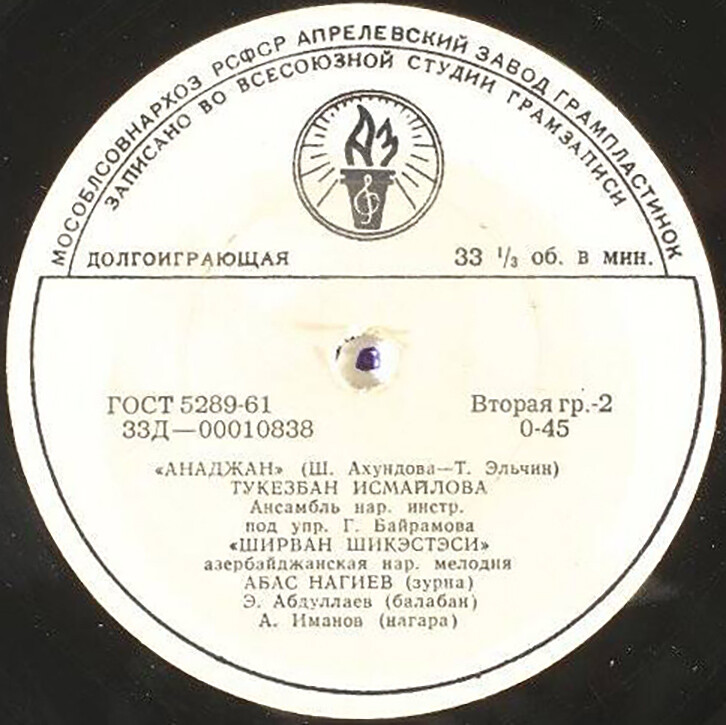 МОСОБЛСОВНАРХОЗ РСФСР АПРЕЛЕВСКИЙ ЗАВОД ГРАМПЛАСТИНОК
ЗАПИСАНО ВО ВСЕСОЮЗНОЙ СТУДИИ ГРАМЗАПИСИ
АЗ
ДОЛГОИГРАЮЩАЯ 33 1/3 об. в мин.
ГОСТ 5289-61 Вторая гр.-2
33Д—00010838 0-45
«АНАДЖАН» (Ш. Ахундова—Т. Эльчин)
ТУКЕЗБАН ИСМАЙЛОВА
Ансамбль нар. инстр.
под упр. Г. Байрамова
«ШИРВАН ШИКЭСТЭСИ»
азербайджанская нар. мелодия
АБАС НАГИЕВ (зурна)
Э. Абдуллаев (балабан)
А. Иманов (нагара)